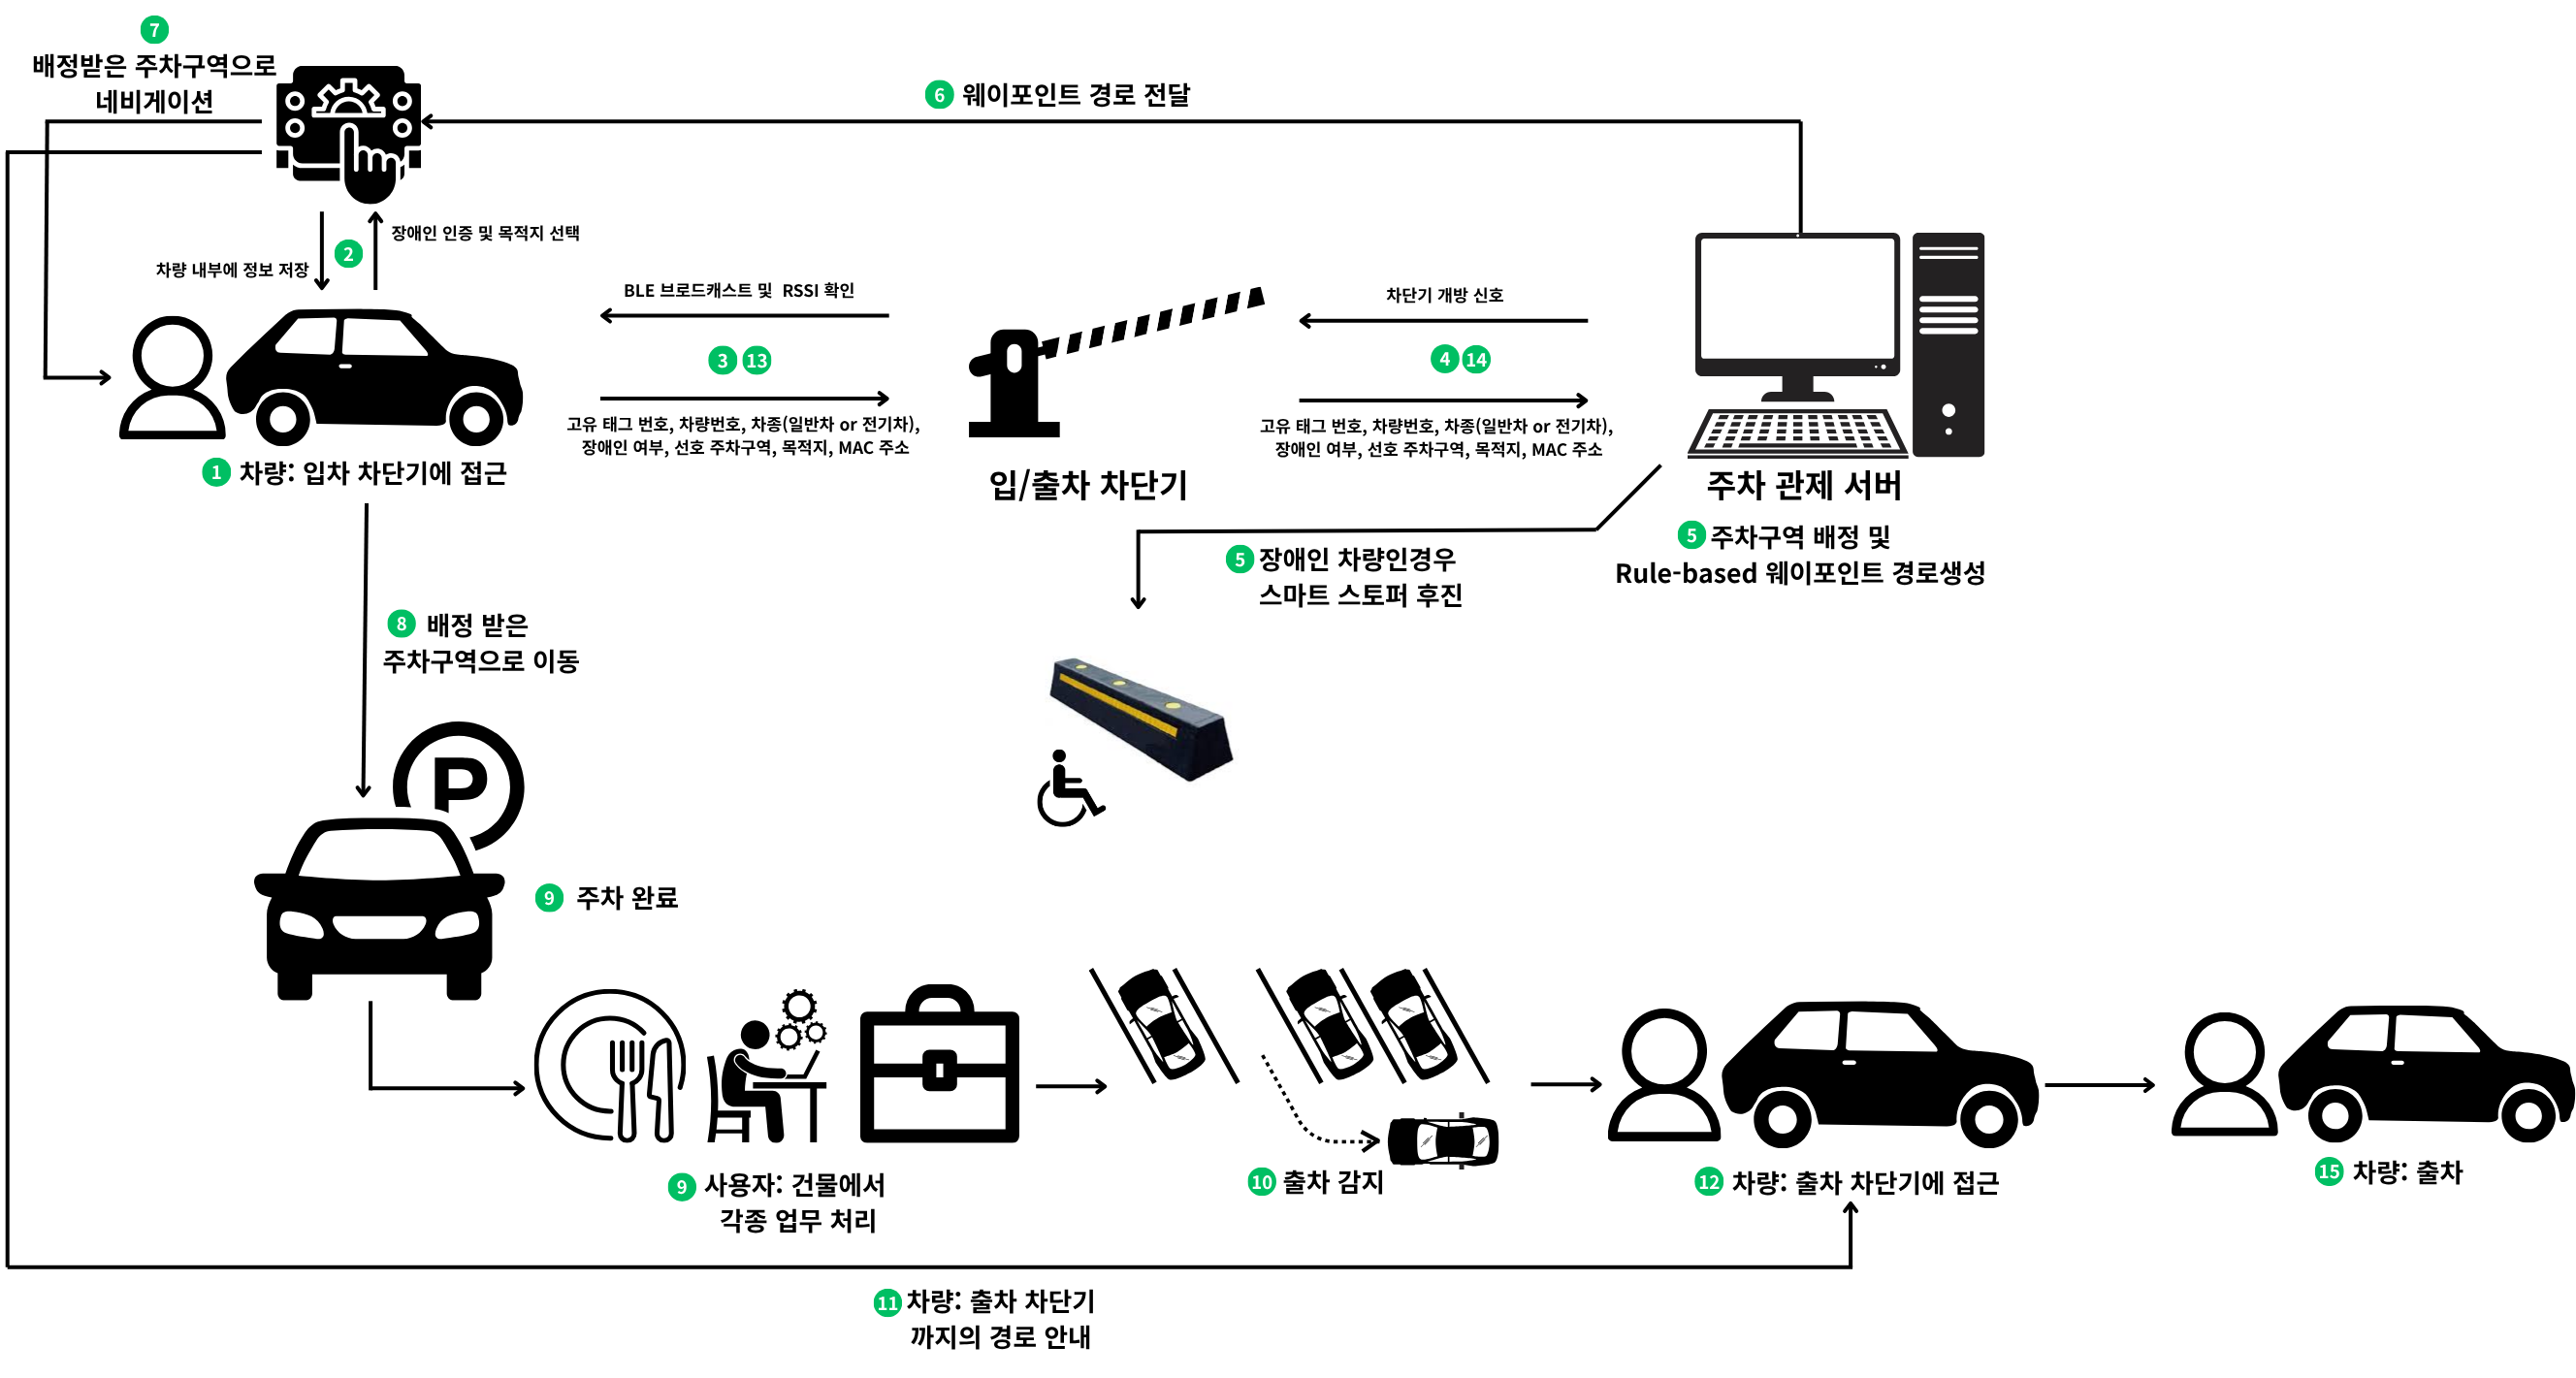 7
배정받은 주차구역으로
네비게이션
6 웨이포인트 경로 전달
2
장애인 인증 및 목적지 선택
차량 내부에 정보 저장
BLE 브로드캐스트 및 RSSI 확인
3 13
고유 태그 번호, 차량번호, 차종(일반차 or 전기차),
장애인 여부, 선호 주차구역, 목적지, MAC 주소
차단기 개방 신호
4 14
고유 태그 번호, 차량번호, 차종(일반차 or 전기차),
장애인 여부, 선호 주차구역, 목적지, MAC 주소
1 차량: 입차 차단기에 접근
입/출차 차단기
주차 관제 서버
5 주차구역 배정 및
Rule-based 웨이포인트 경로생성
5 장애인 차량인경우
스마트 스토퍼 후진
8 배정 받은
주차구역으로 이동
P
9 주차 완료
9 사용자: 건물에서
각종 업무 처리
10 출차 감지
12 차량: 출차 차단기에 접근
15 차량: 출차
11 차량: 출차 차단기
까지의 경로 안내